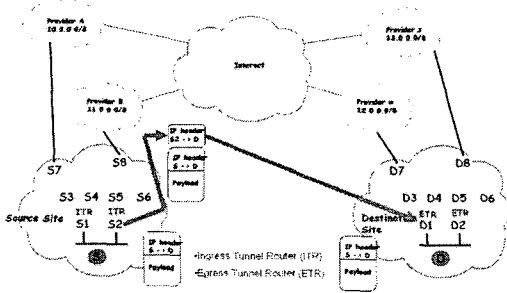 Provider A
10.0.0.0/8
Provider X
13.0.0.0/8
Internet
Provider B
11.0.0.0/8
Provider Y
12.0.0.0/8
IP header
S2 -> D
IP header
S -> D
Payload
S7
S8
D7
D8
S3 S4 S5 S6
D3 D4 D5 D6
ITR ITR
ETR ETR
Source Site
S1 S2
Destination Site
D1 D2
IP header
S -> D
Payload
•Ingress Tunnel Router (ITR)
•Egress Tunnel Router (ETR)
IP header
S -> D
Payload